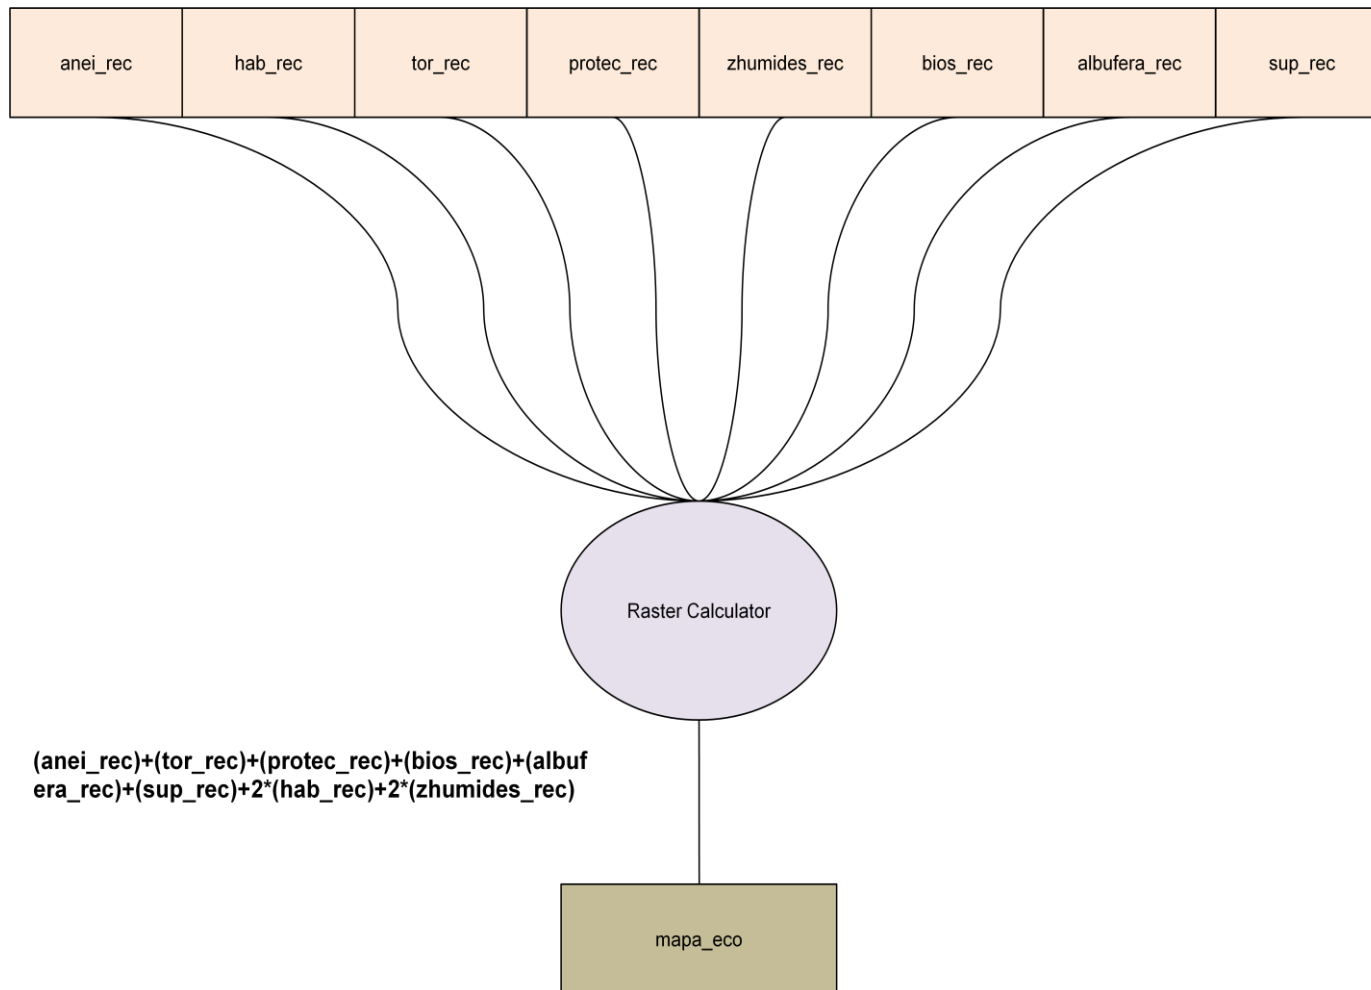 anei_rec hab_rec tor_rec protec_rec zhumides_rec bios_rec albufera_rec sup_rec
Raster Calculator
(anei_rec)+(tor_rec)+(protec_rec)+(bios_rec)+(albuf
era_rec)+(sup_rec)+2*(hab_rec)+2*(zhumides_rec)
mapa_eco